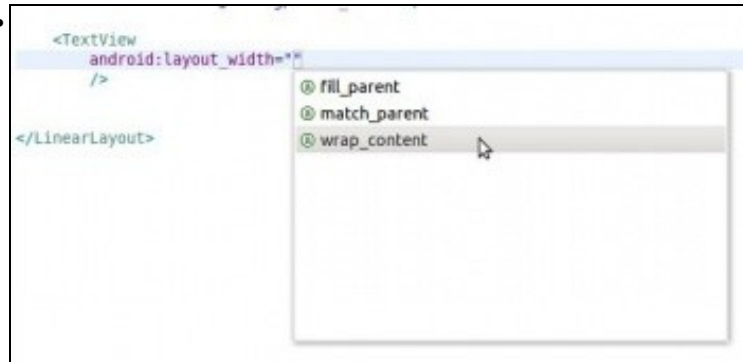 <TextView
android:layout_width=""
/>
fill_parent
match_parent
wrap_content
</LinearLayout>